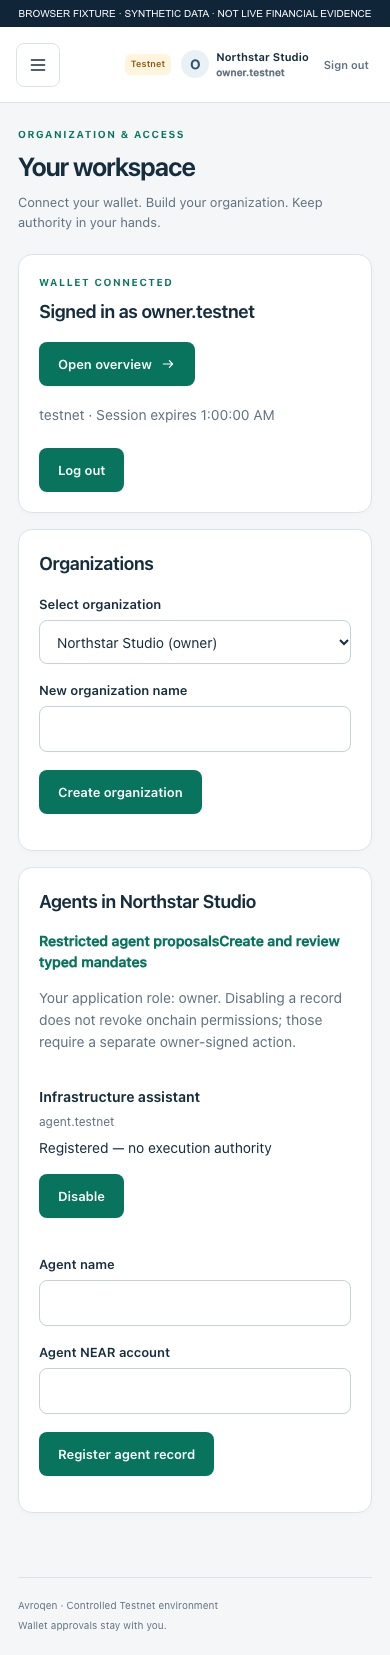 BROWSER FIXTURE · SYNTHETIC DATA · NOT LIVE FINANCIAL EVIDENCE
Testnet
O
Northstar Studio
owner.testnet
Sign out
ORGANIZATION & ACCESS
Your workspace
Connect your wallet. Build your organization. Keep
authority in your hands.
WALLET CONNECTED
Signed in as owner.testnet
Open overview →
testnet · Session expires 1:00:00 AM
Log out
Organizations
Select organization
Northstar Studio (owner)
New organization name
Create organization
Agents in Northstar Studio
Restricted agent proposalsCreate and review
typed mandates
Your application role: owner. Disabling a record
does not revoke onchain permissions; those
require a separate owner-signed action.
Infrastructure assistant
agent.testnet
Registered — no execution authority
Disable
Agent name
Agent NEAR account
Register agent record
Avroqen · Controlled Testnet environment
Wallet approvals stay with you.